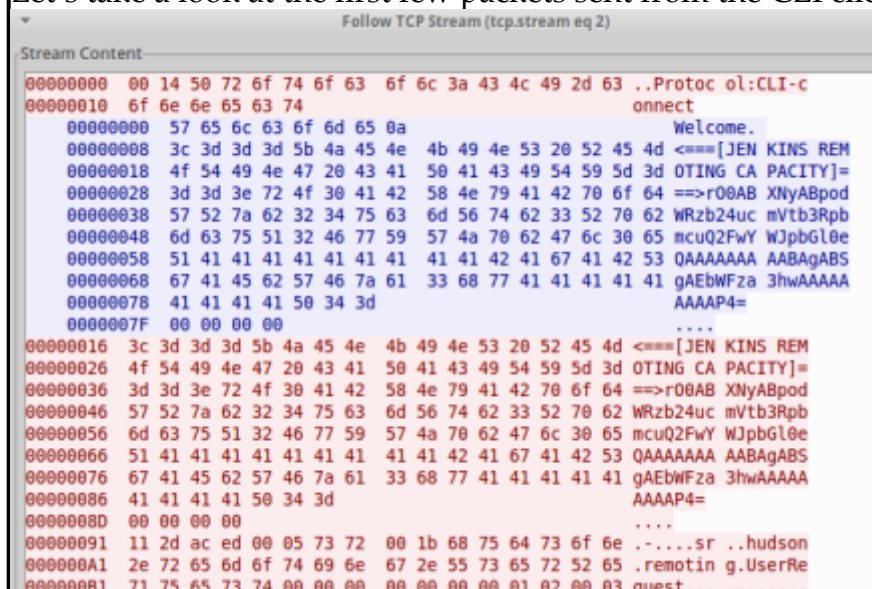 Let's take a look at the first few packets sent from the CLI clie
Follow TCP Stream (tcp.stream eq 2)
Stream Content
00000000 00 14 50 72 6f 74 6f 63 6f 6c 3a 43 4c 49 2d 63 ..Protoc ol:CLI-c
00000010 6f 6e 6e 65 63 74 onnect
00000000 57 65 6c 63 6f 6d 65 0a Welcome.
00000008 3c 3d 3d 3d 5b 4a 45 4e 4b 49 4e 53 20 52 45 4d <===[JEN KINS REM
00000018 4f 54 49 4e 47 20 43 41 50 41 43 49 54 59 5d 3d OTING CA PACITY]=
00000028 3d 3d 3e 72 4f 30 41 42 58 4e 79 41 42 70 6f 64 ==>rO0AB XNyABpod
00000038 57 52 7a 62 32 34 75 63 6d 56 74 62 33 52 70 62 WRzb24uc mVtb3Rpb
00000048 6d 63 75 51 32 46 77 59 57 4a 70 62 47 6c 30 65 mcuQ2FwY WJpbGl0e
00000058 51 41 41 41 41 41 41 41 41 41 42 41 67 41 42 53 QAAAAAAA AABAgABS
00000068 67 41 45 62 57 46 7a 61 33 68 77 41 41 41 41 41 gAEbWFza 3hwAAAAA
00000078 41 41 41 41 50 34 3d AAAAP4=
0000007F 00 00 00 00 ....
00000016 3c 3d 3d 3d 5b 4a 45 4e 4b 49 4e 53 20 52 45 4d <===[JEN KINS REM
00000026 4f 54 49 4e 47 20 43 41 50 41 43 49 54 59 5d 3d OTING CA PACITY]=
00000036 3d 3d 3e 72 4f 30 41 42 58 4e 79 41 42 70 6f 64 ==>rO0AB XNyABpod
00000046 57 52 7a 62 32 34 75 63 6d 56 74 62 33 52 70 62 WRzb24uc mVtb3Rpb
00000056 6d 63 75 51 32 46 77 59 57 4a 70 62 47 6c 30 65 mcuQ2FwY WJpbGl0e
00000066 51 41 41 41 41 41 41 41 41 41 42 41 67 41 42 53 QAAAAAAA AABAgABS
00000076 67 41 45 62 57 46 7a 61 33 68 77 41 41 41 41 41 gAEbWFza 3hwAAAAA
00000086 41 41 41 41 50 34 3d AAAAP4=
0000008D 00 00 00 00 ....
00000091 11 2d ac ed 00 05 73 72 00 1b 68 75 64 73 6f 6e .-....sr ..hudson
000000A1 2e 72 65 6d 6f 74 69 6e 67 2e 55 73 65 72 52 65 .remotin g.UserRe
000000B1 71 75 65 73 74 00 00 00 00 00 00 00 01 02 00 03 quest... ........